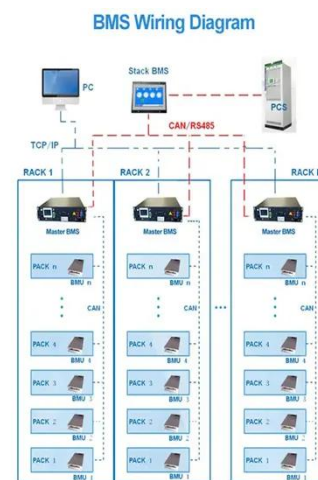 BMS Wiring Diagram
Stack BMS
PC
PCS
CAN/RS485
TCP/IP
RACK 1
RACK 2
RACK
Master BMS
Master BMS
Master BMS
PACK n
BMU n
PACK n
BMU n
PACK n
BMU n
CAN
CAN
PACK 4
BMU 4
PACK 4
BMU 4
PACK 4
BMU 4
PACK 3
BMU 3
PACK 3
BMU 3
PACK 3
BMU 3
PACK 2
BMU 2
PACK 2
BMU 2
PACK 2
BMU 2
PACK 1
BMU 1
PACK 1
BMU 1
PACK 1
BMU 1